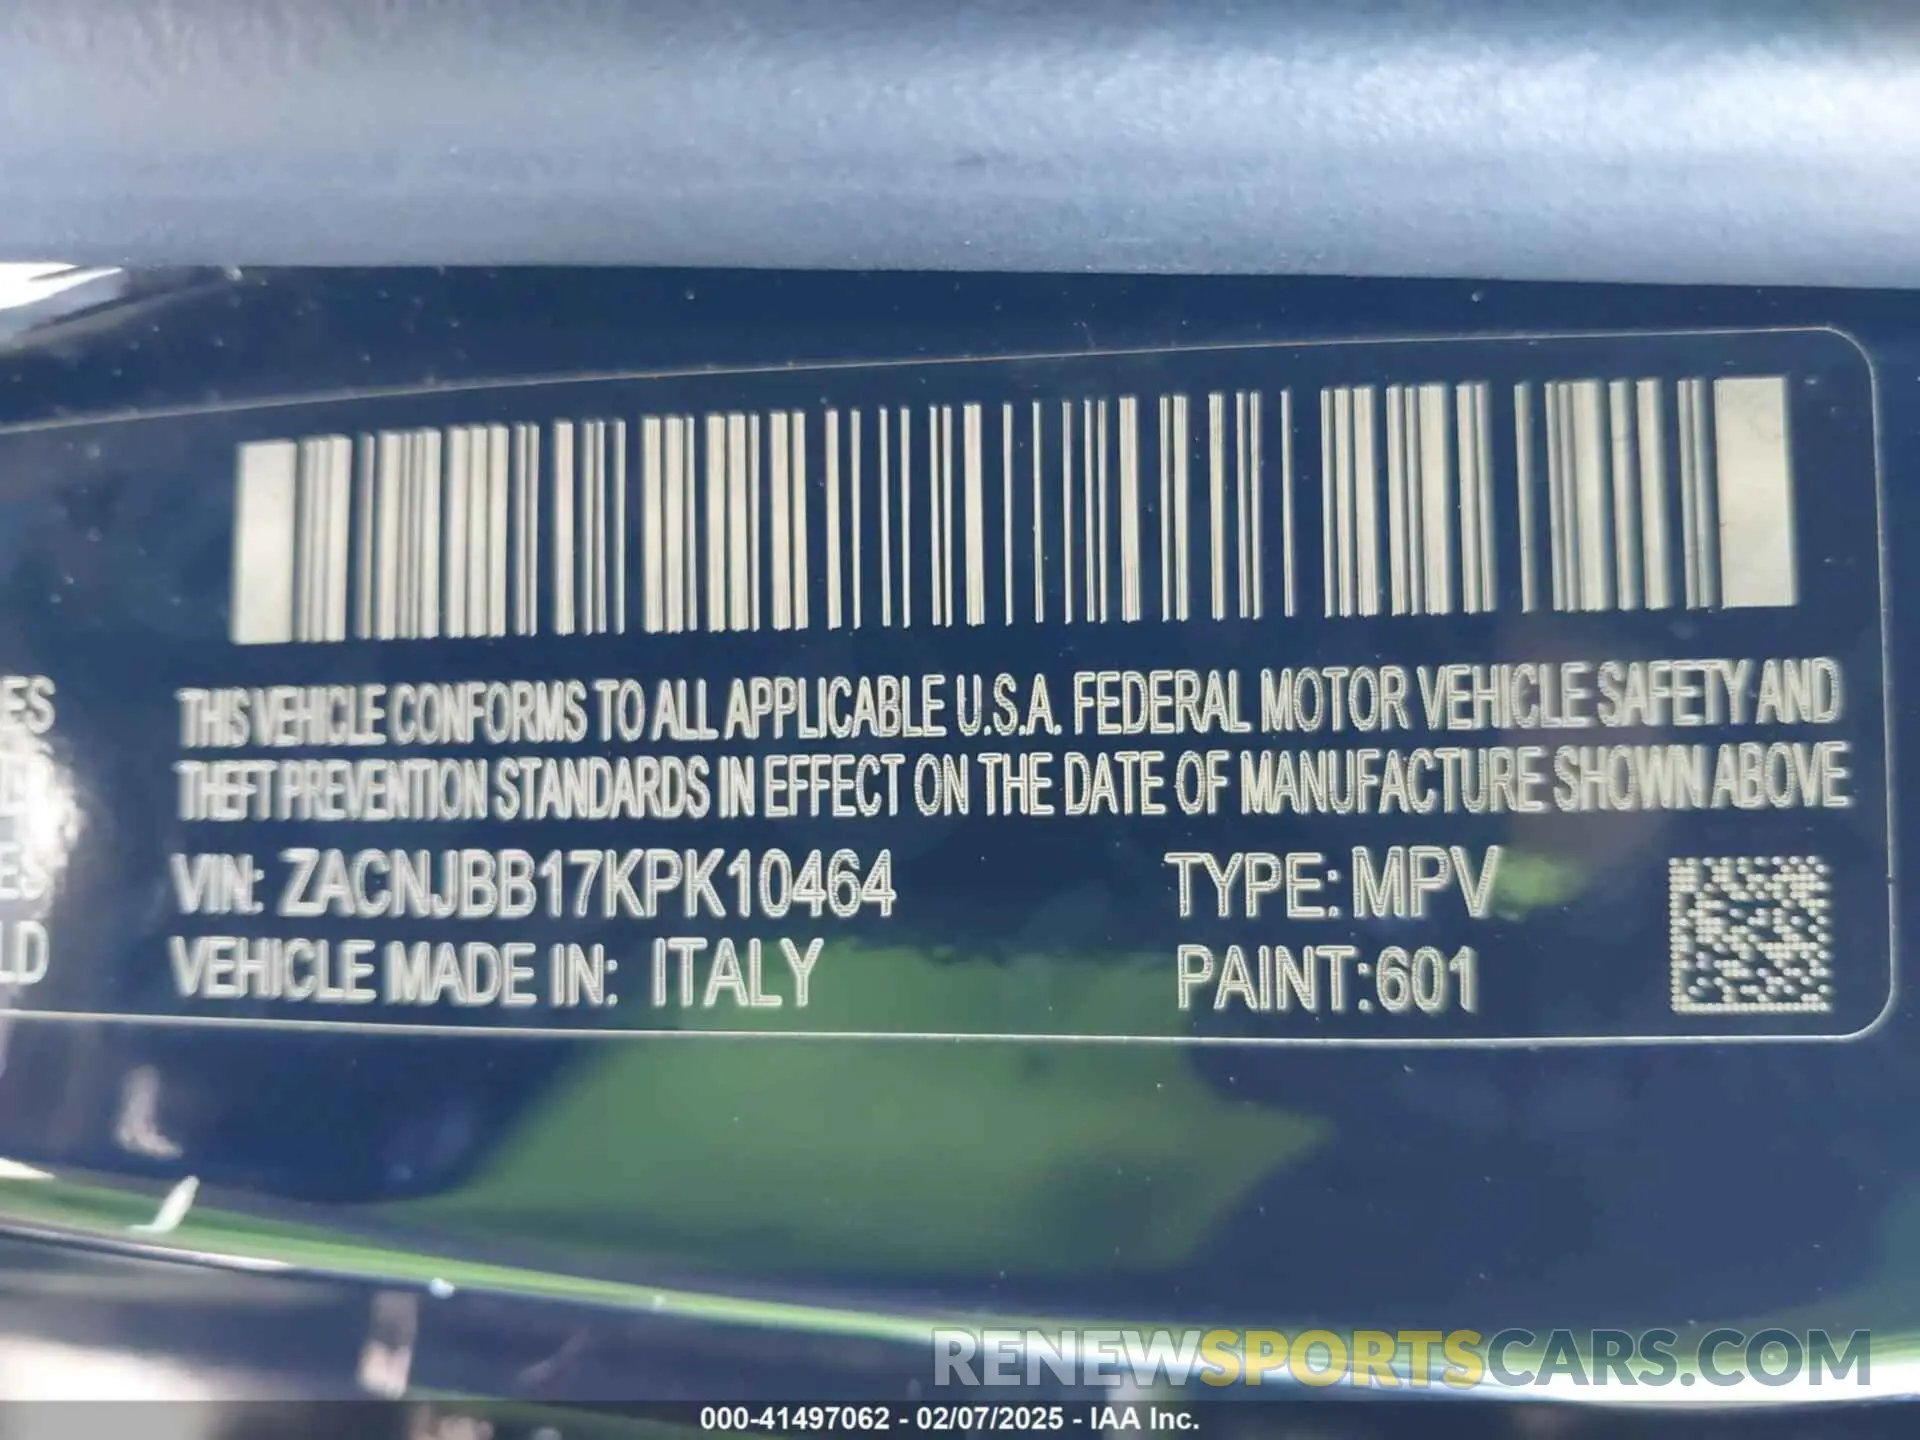 THIS VEHICLE CONFORMS TO ALL APPLICABLE U.S.A. FEDERAL MOTOR VEHICLE SAFETY AND
THEFT PREVENTION STANDARDS IN EFFECT ON THE DATE OF MANUFACTURE SHOWN ABOVE
VIN: ZACNJBB17KPK10464 TYPE: MPV
VEHICLE MADE IN: ITALY PAINT:601
RENEWSPORTSCARS.COM
000-41497062 - 02/07/2025 - IAA Inc.